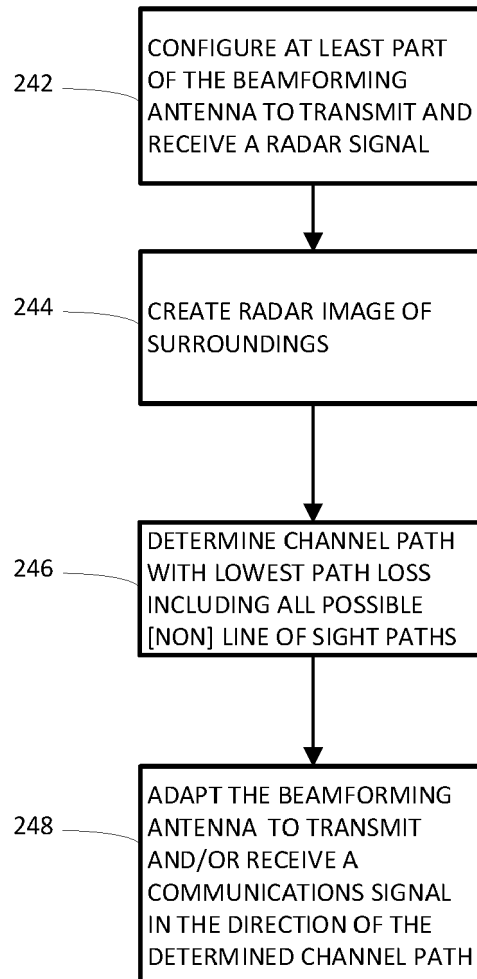 242
CONFIGURE AT LEAST PART
OF THE BEAMFORMING
ANTENNA TO TRANSMIT AND
RECEIVE A RADAR SIGNAL
244
CREATE RADAR IMAGE OF
SURROUNDINGS
246
DETERMINE CHANNEL PATH
WITH LOWEST PATH LOSS
INCLUDING ALL POSSIBLE
[NON] LINE OF SIGHT PATHS
248
ADAPT THE BEAMFORMING
ANTENNA TO TRANSMIT
AND/OR RECEIVE A
COMMUNICATIONS SIGNAL
IN THE DIRECTION OF THE
DETERMINED CHANNEL PATH